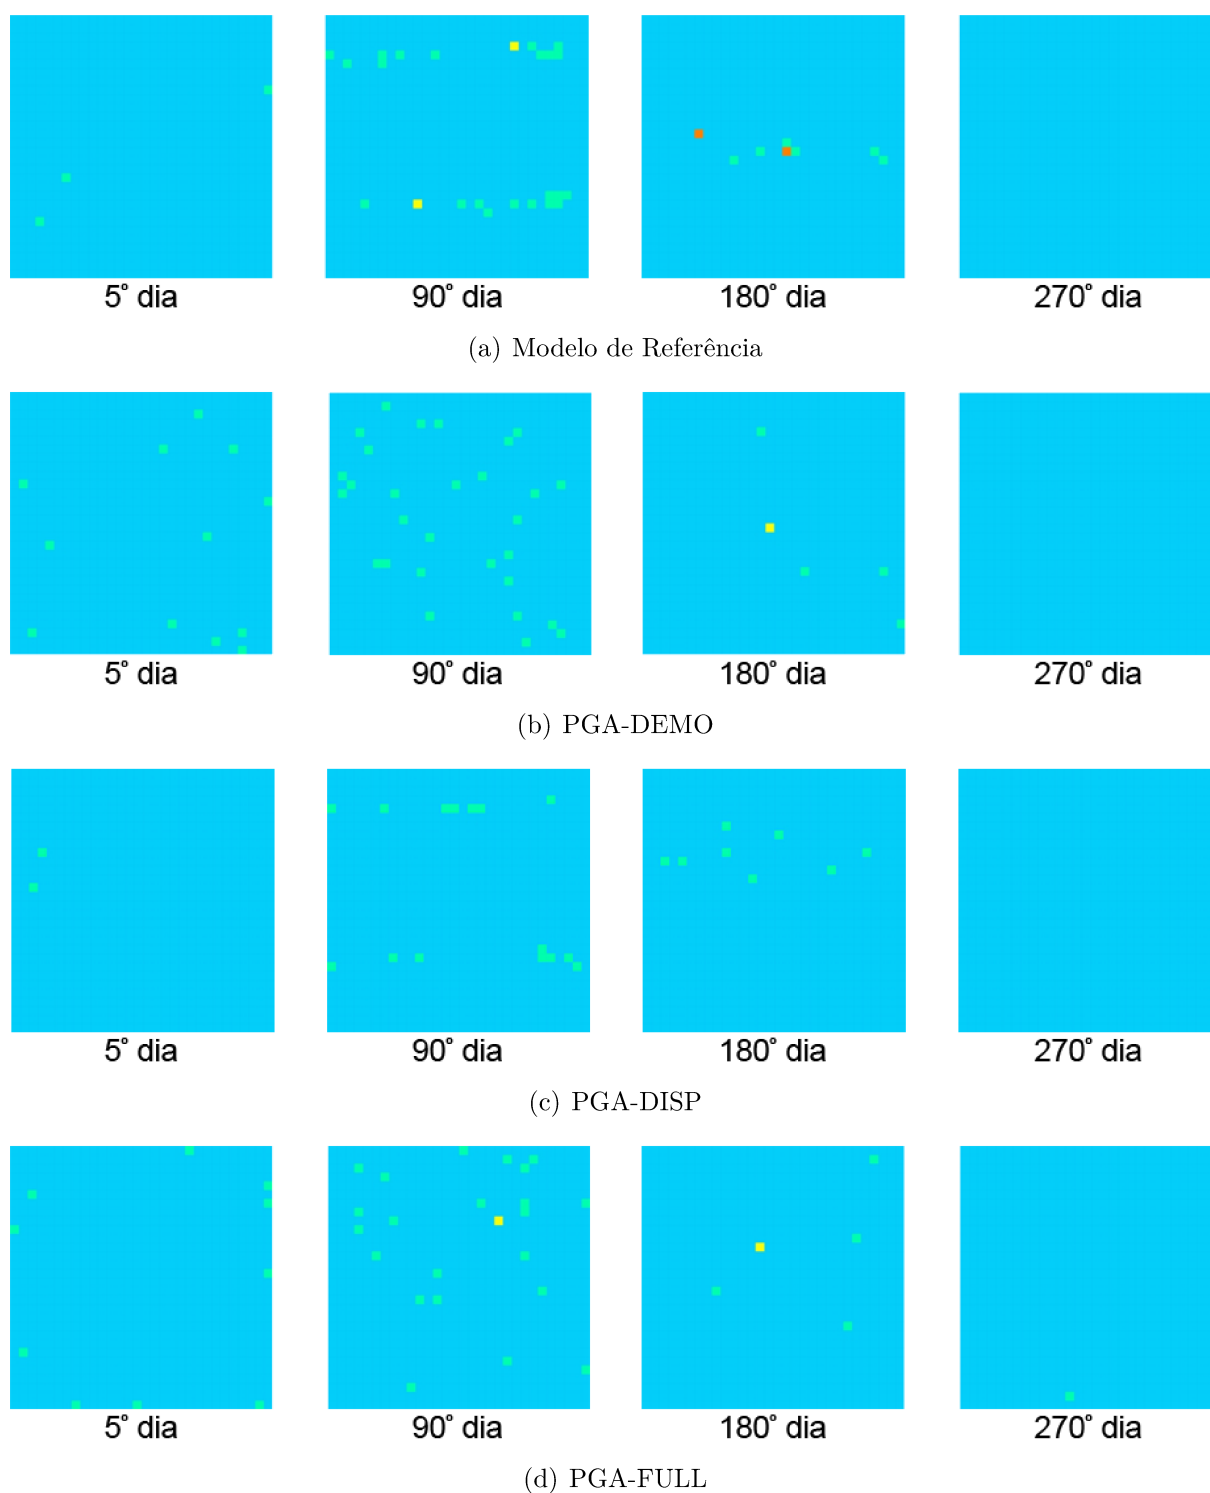 5° dia 90° dia 180° dia 270° dia
(a) Modelo de Referência
5° dia 90° dia 180° dia 270° dia
(b) PGA-DEMO
5° dia 90° dia 180° dia 270° dia
(c) PGA-DISP
5° dia 90° dia 180° dia 270° dia
(d) PGA-FULL